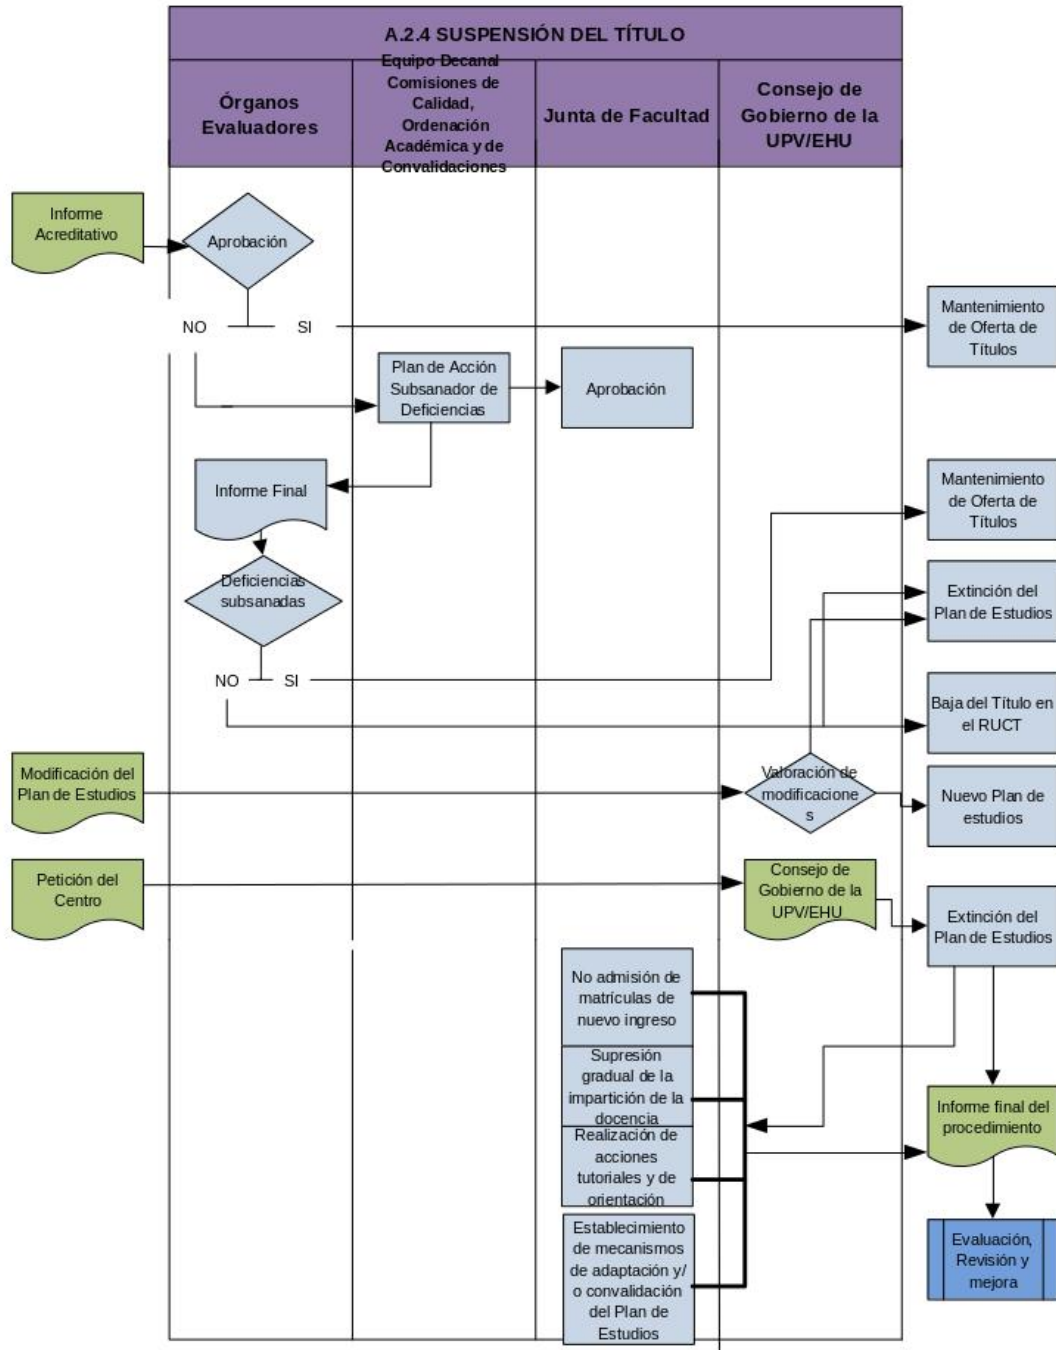 A.2.4 SUSPENSIÓN DEL TÍTULO
Órganos
Evaluadores
Equipo Decanal
Comisiones de
Calidad,
Ordenación
Académica y de
Convalidaciones
Junta de Facultad
Consejo de
Gobierno de la
UPV/EHU
Informe
Acreditativo
Aprobación
NO
SI
Mantenimiento
de Oferta de
Títulos
Plan de Acción
Subsanador de
Deficiencias
Aprobación
Informe Final
Mantenimiento
de Oferta de
Títulos
Deficiencias
subsanadas
Extinción del
Plan de Estudios
NO
SI
Baja del Título en
el RUCT
Modificación del
Plan de Estudios
Valoración de
modificacione
s
Nuevo Plan de
estudios
Petición del
Centro
Consejo de
Gobierno de la
UPV/EHU
Extinción del
Plan de Estudios
No admisión de
matrículas de
nuevo ingreso
Supresión
gradual de la
impartición de la
docencia
Realización de
acciones
tutoriales y de
orientación
Establecimiento
de mecanismos
de adaptación y/
o convalidación
del Plan de
Estudios
Informe final del
procedimiento
Evaluación,
Revisión y
mejora